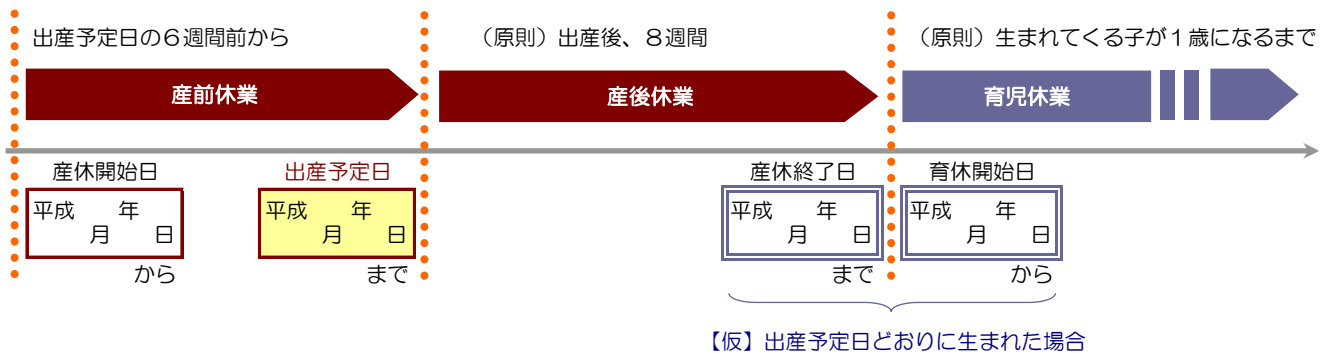 出産予定日の６週間前から
（原則）出産後、８週間
（原則）生まれてくる子が１歳になるまで
産前休業
産後休業
育児休業
産休開始日
出産予定日
産休終了日
育休開始日
平成　　年
月　　日
から
平成　　年
月　　日
まで
平成　　年
月　　日
まで
平成　　年
月　　日
から
【仮】出産予定日どおりに生まれた場合